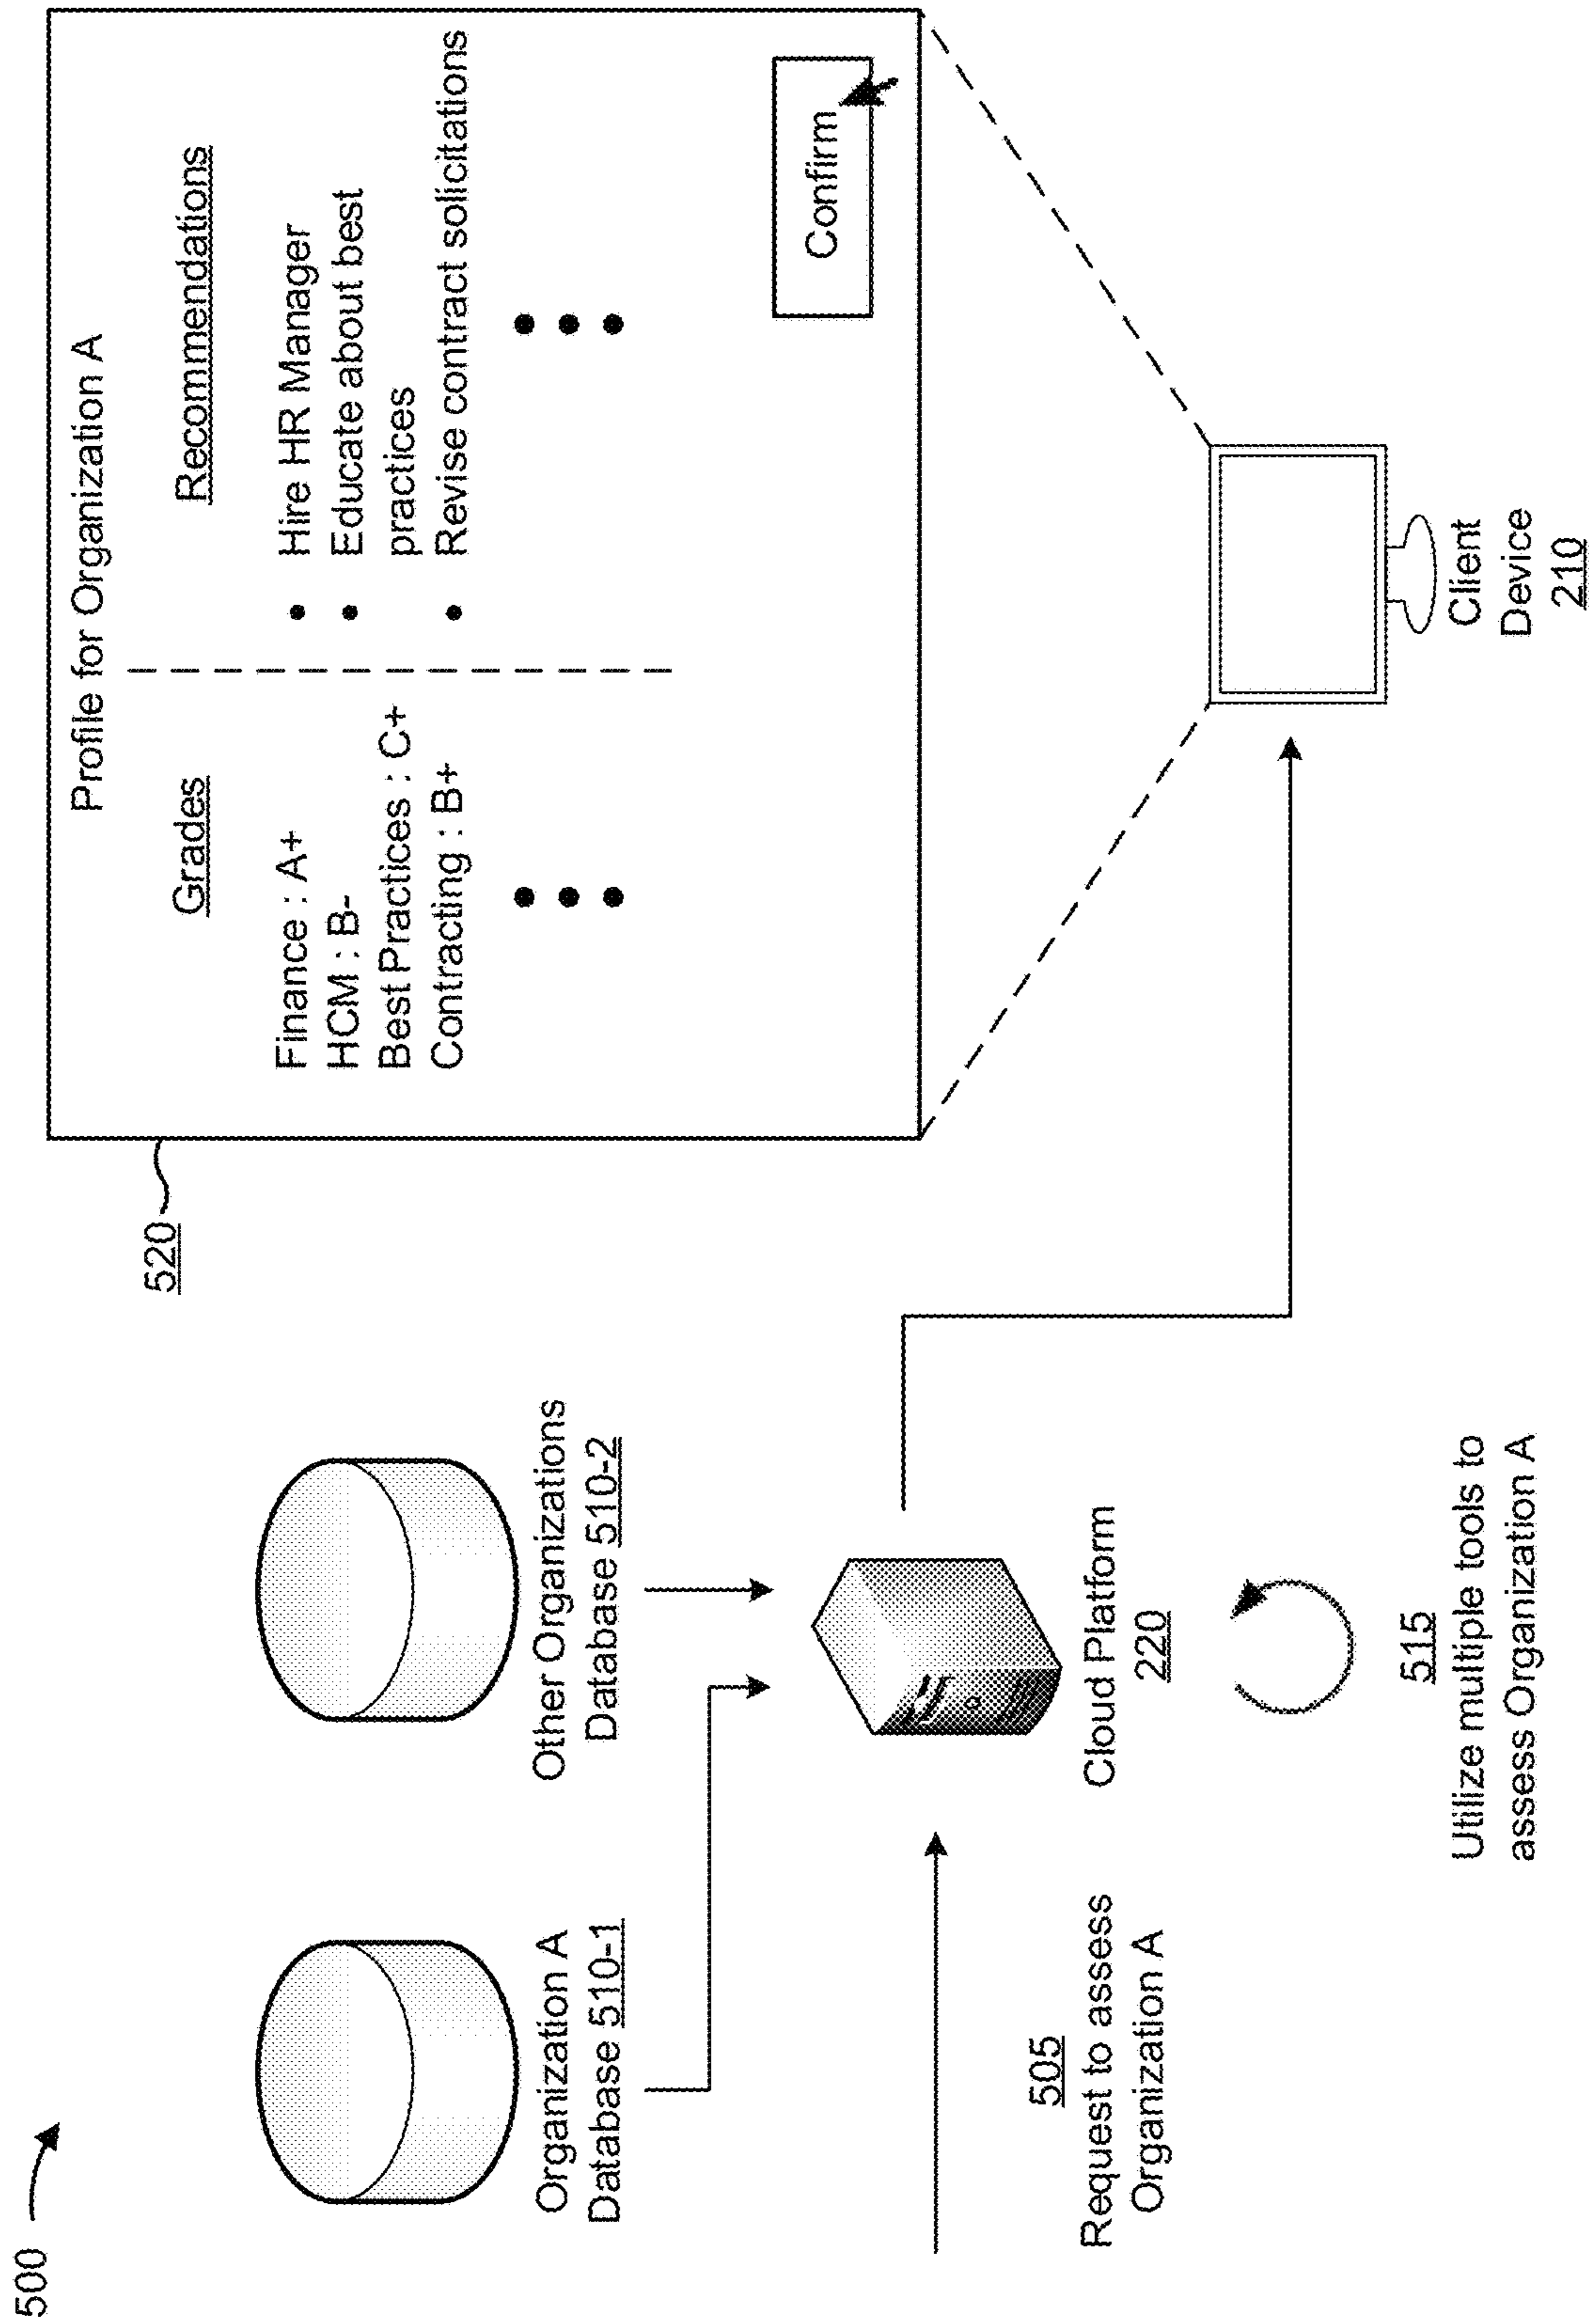 500
Organization A
Database 510-1
Other Organizations
Database 510-2
505
Request to assess
Organization A
Cloud Platform
220
515
Utilize multiple tools to
assess Organization A
520
Profile for Organization A
Grades
Finance : A+
HCM : B-
Best Practices : C+
Contracting : B+
Recommendations
• Hire HR Manager
• Educate about best
practices
• Revise contract solicitations
Confirm
Client
Device
210